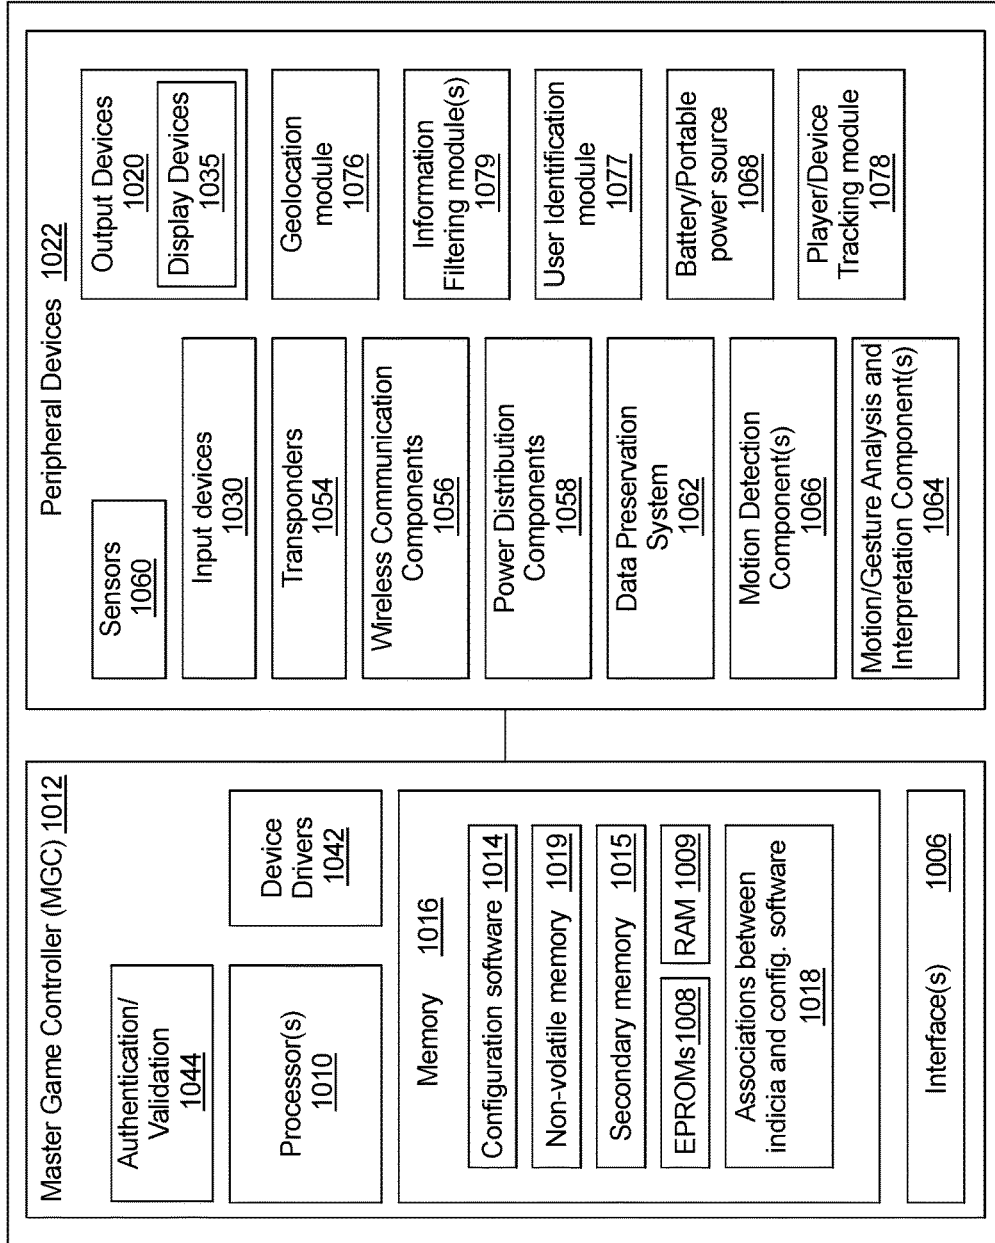 Master Game Controller (MGC) 1012
Authentication/
Validation
1044
Processor(s)
1010
Device
Drivers
1042
Memory 1016
Configuration software 1014
Non-volatile memory 1019
Secondary memory 1015
EPROMs 1008
RAM 1009
Associations between
indicia and config. software
1018
Interface(s) 1006
Peripheral Devices 1022
Sensors
1060
Input devices
1030
Transponders
1054
Wireless Communication
Components
1056
Power Distribution
Components
1058
Data Preservation
System
1062
Motion Detection
Component(s)
1066
Motion/Gesture Analysis and
Interpretation Component(s)
1064
Output Devices
1020
Display Devices
1035
Geolocation
module
1076
Information
Filtering module(s)
1079
User Identification
module
1077
Battery/Portable
power source
1068
Player/Device
Tracking module
1078